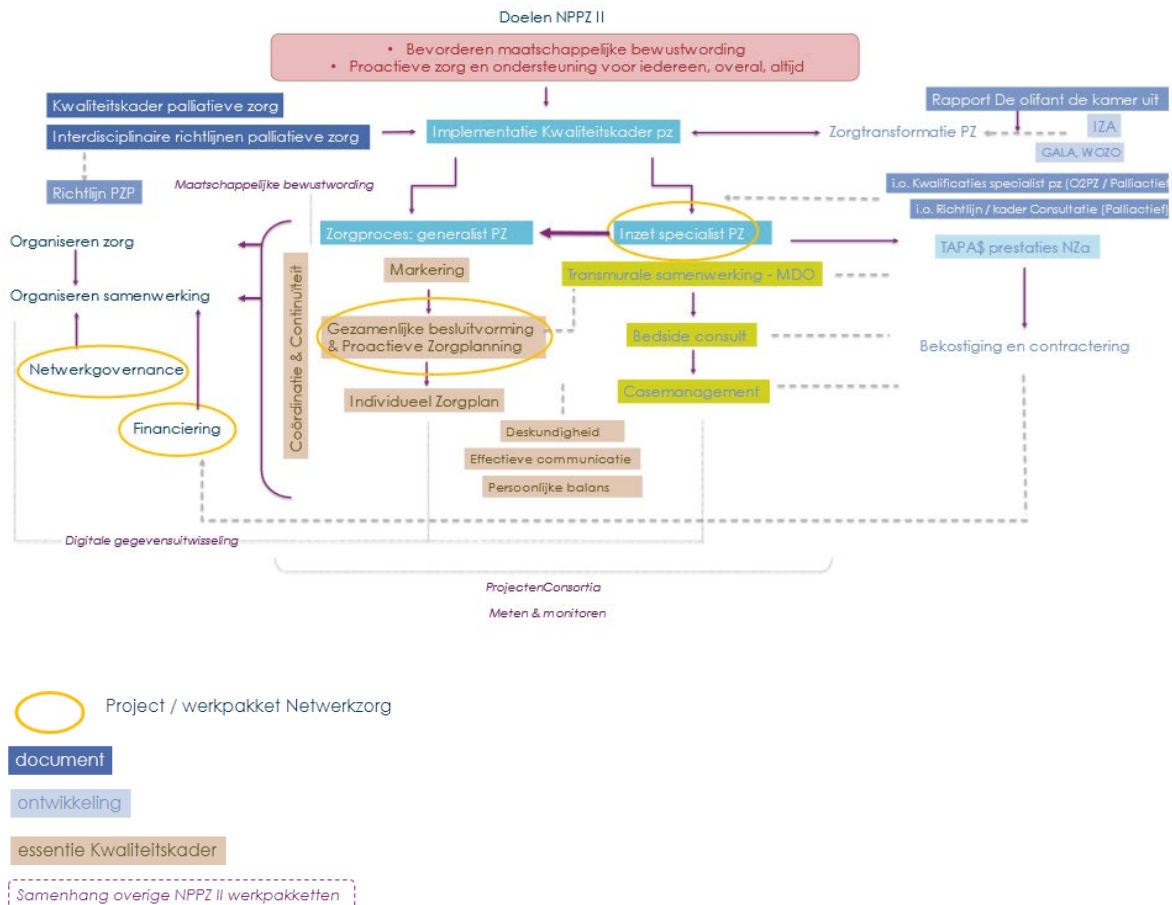 Doelen NPPZ II
• Bevorderen maatschappelijke bewustwording
• Proactieve zorg en ondersteuning voor iedereen, overal, altijd
Kwaliteitskader palliatieve zorg
Interdisciplinaire richtlijnen palliatieve zorg
Richtlijn PZP
Implementatie Kwaliteitskader pz
Zorgtransformatie PZ
Rapport De olifant de kamer uit
IZA
GALA, WOZO
Maatschappelijke bewustwording
i.o. Kwalificaties specialist pz (O2PZ / Palliactief
i.o. Richtlijn / kader Consultatie (Palliactief)
Organiseren zorg
Organiseren samenwerking
Netwerkgovernance
Financiering
Coördinatie & Continuïteit
Zorgproces: generalist PZ
Markering
Gezamenlijke besluitvorming
& Proactieve Zorgplanning
Individueel Zorgplan
Deskundigheid
Effectieve communicatie
Persoonlijke balans
Inzet specialist PZ
Transmurale samenwerking - MDO
Bedside consult
Casemanagement
TAPA$ prestaties NZa
Bekostiging en contractering
Digitale gegevensuitwisseling
ProjectenConsortia
Meten & monitoren
Project / werkpakket Netwerkzorg
document
ontwikkeling
essentie Kwaliteitskader
Samenhang overige NPPZ II werkpakketten